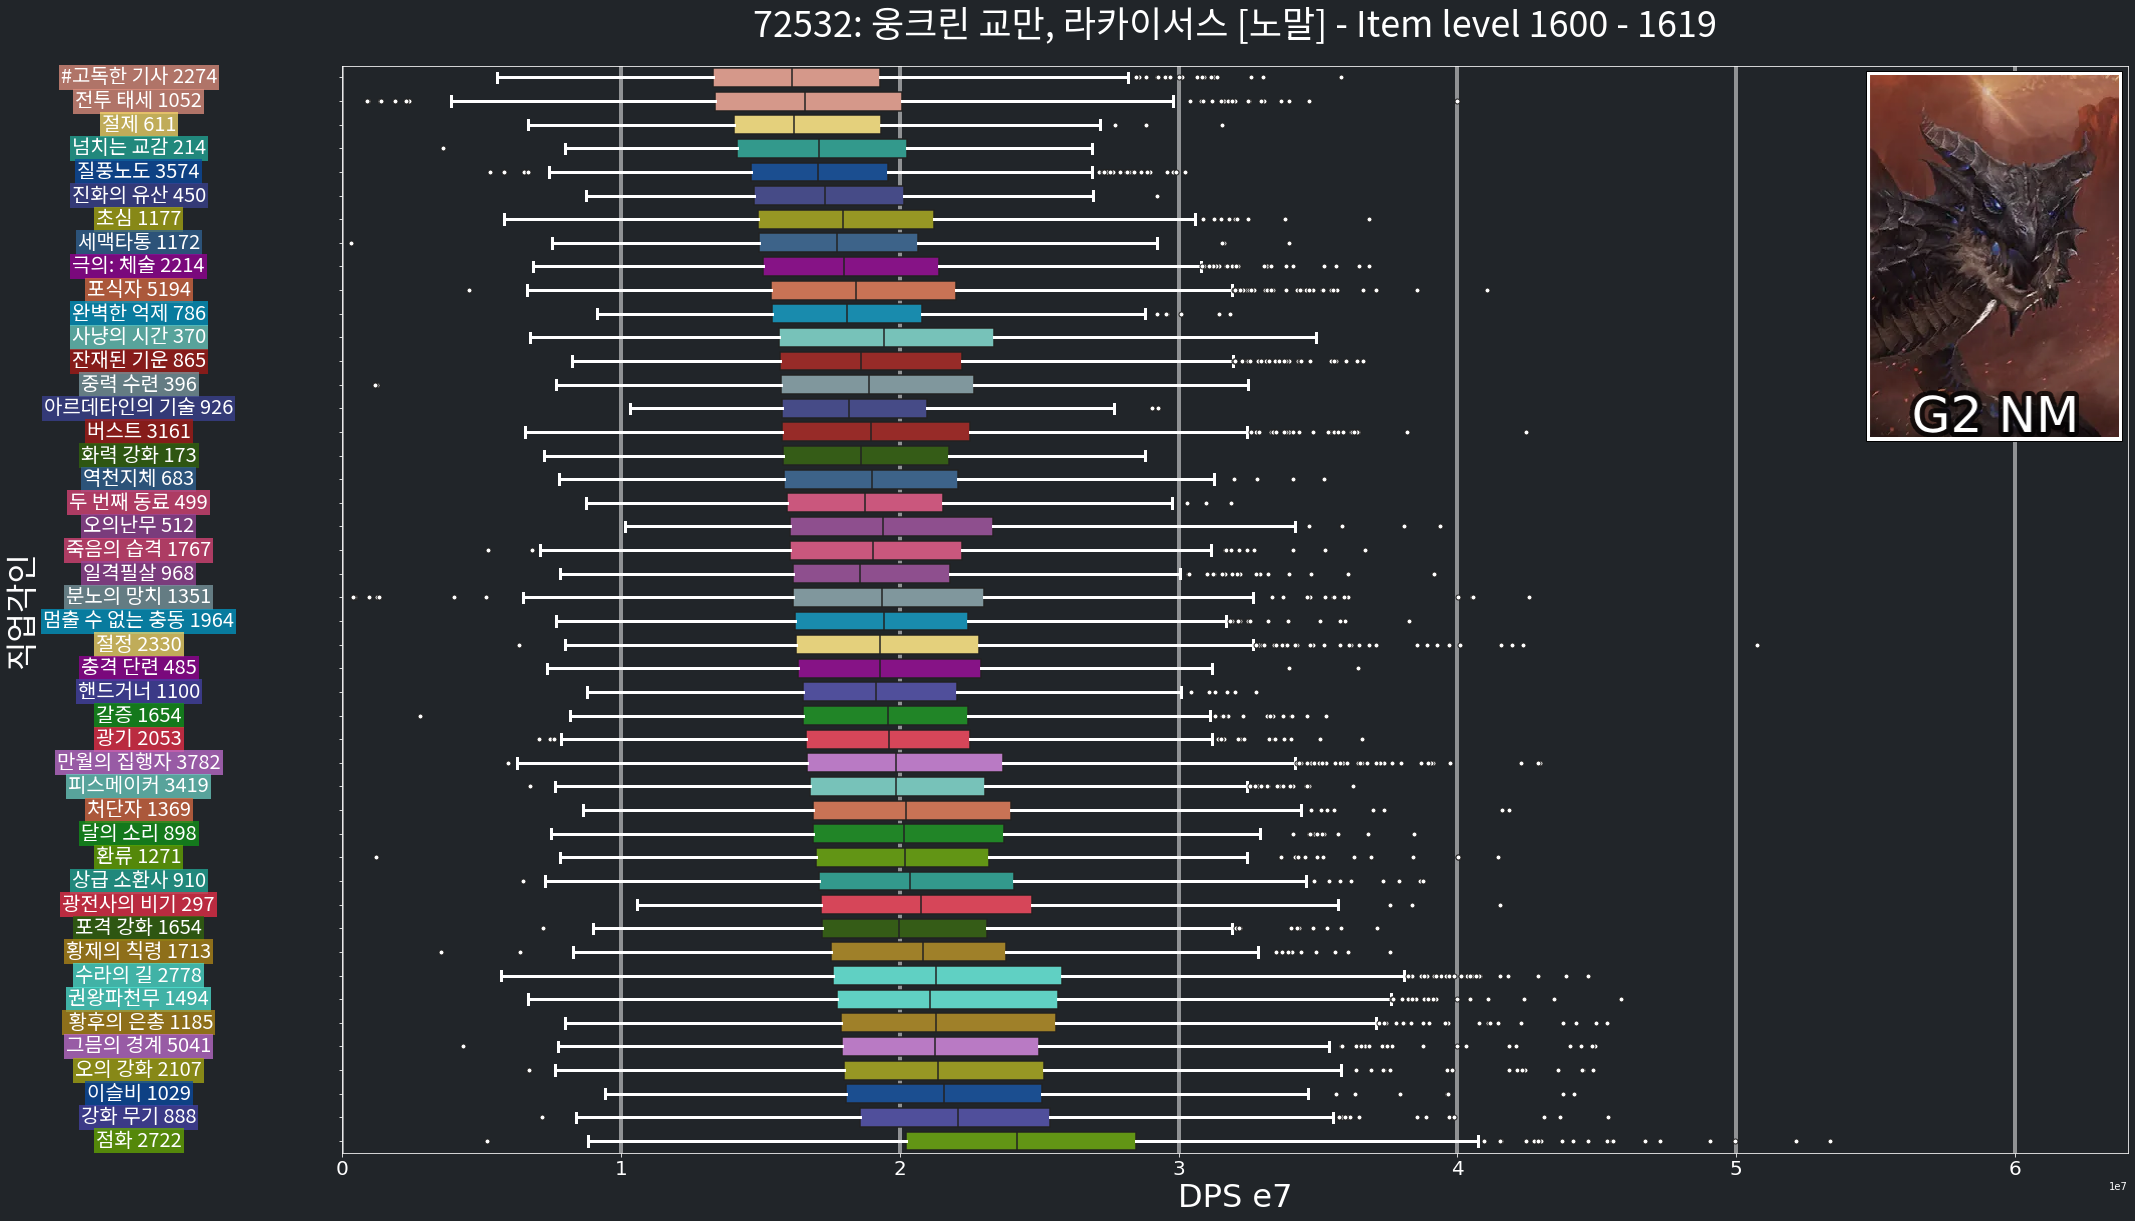 72532: 웅크린 교만, 라카이서스 [노말] - Item level 1600 - 1619
#고독한 기사 2274
전투 태세 1052
절제 611
넘치는 교감 214
질풍노도 3574
진화의 유산 450
초심 1177
세맥타통 1172
극의: 체술 2214
포식자 5194
완벽한 억제 786
사냥의 시간 370
잔재된 기운 865
중력 수련 396
아르데타인의 기술 926
버스트 3161
화력 강화 173
역천지체 683
두 번째 동료 499
오의난무 512
죽음의 습격 1767
일격필살 968
분노의 망치 1351
멈출 수 없는 충동 1964
절정 2330
충격 단련 485
핸드거너 1100
갈증 1654
광기 2053
만월의 집행자 3782
피스메이커 3419
처단자 1369
달의 소리 898
환류 1271
상급 소환사 910
광전사의 비기 297
포격 강화 1654
황제의 칙령 1713
수라의 길 2778
권왕파천무 1494
황후의 은총 1185
그믐의 경계 5041
오의 강화 2107
이슬비 1029
강화 무기 888
점화 2722
직업각인
G2 NM
0 1 2 3 4 5 6
DPS e7
1e7